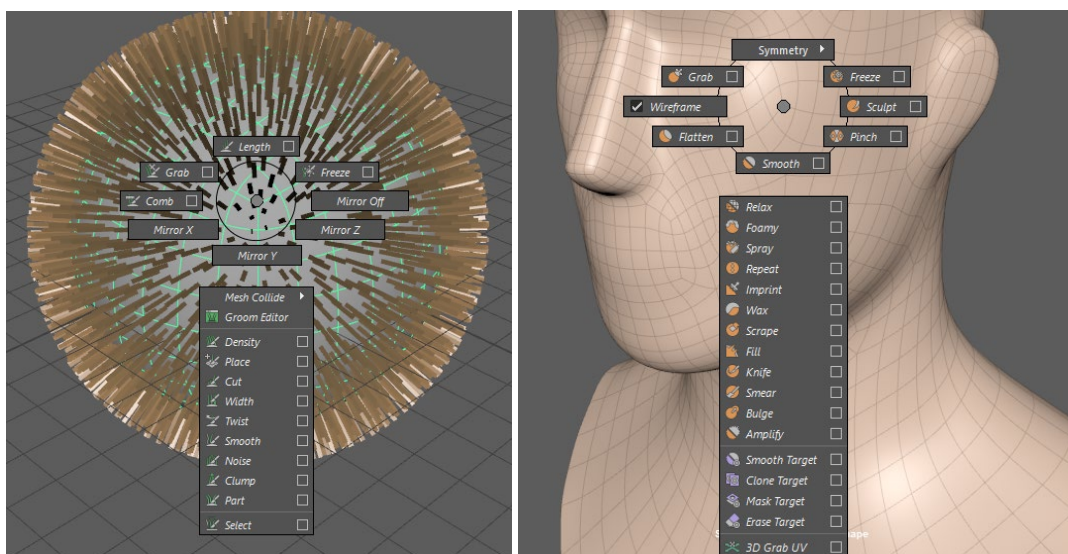 Length
Grab
Freeze
Comb
Mirror Off
Mirror X
Mirror Z
Mirror Y
Mesh Collide
Groom Editor
Density
Place
Cut
Width
Twist
Smooth
Noise
Clump
Part
Select
Symmetry
Grab
Freeze
Wireframe
Sculpt
Flatten
Pinch
Smooth
Relax
Foamy
Spray
Repeat
Imprint
Wax
Scrape
Fill
Knife
Smear
Bulge
Amplify
Smooth Target
Clone Target
Mask Target
Erase Target
3D Grab UV